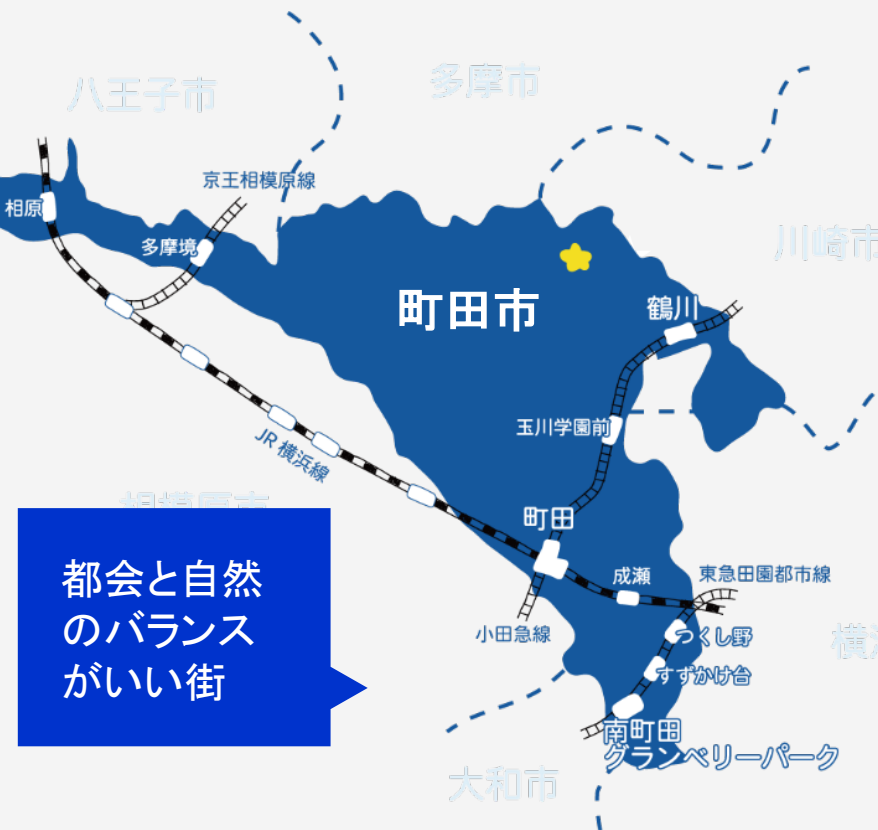 八王子市
多摩市
京王相模原線
相原
多摩境
川崎市
町田市
鶴川
玉川学園前
JR 横浜線
町田
都会と自然
のバランス
がいい街
成瀬
東急田園都市線
小田急線
つくし野
すずかけ台
南町田
グランベリーパーク
大和市